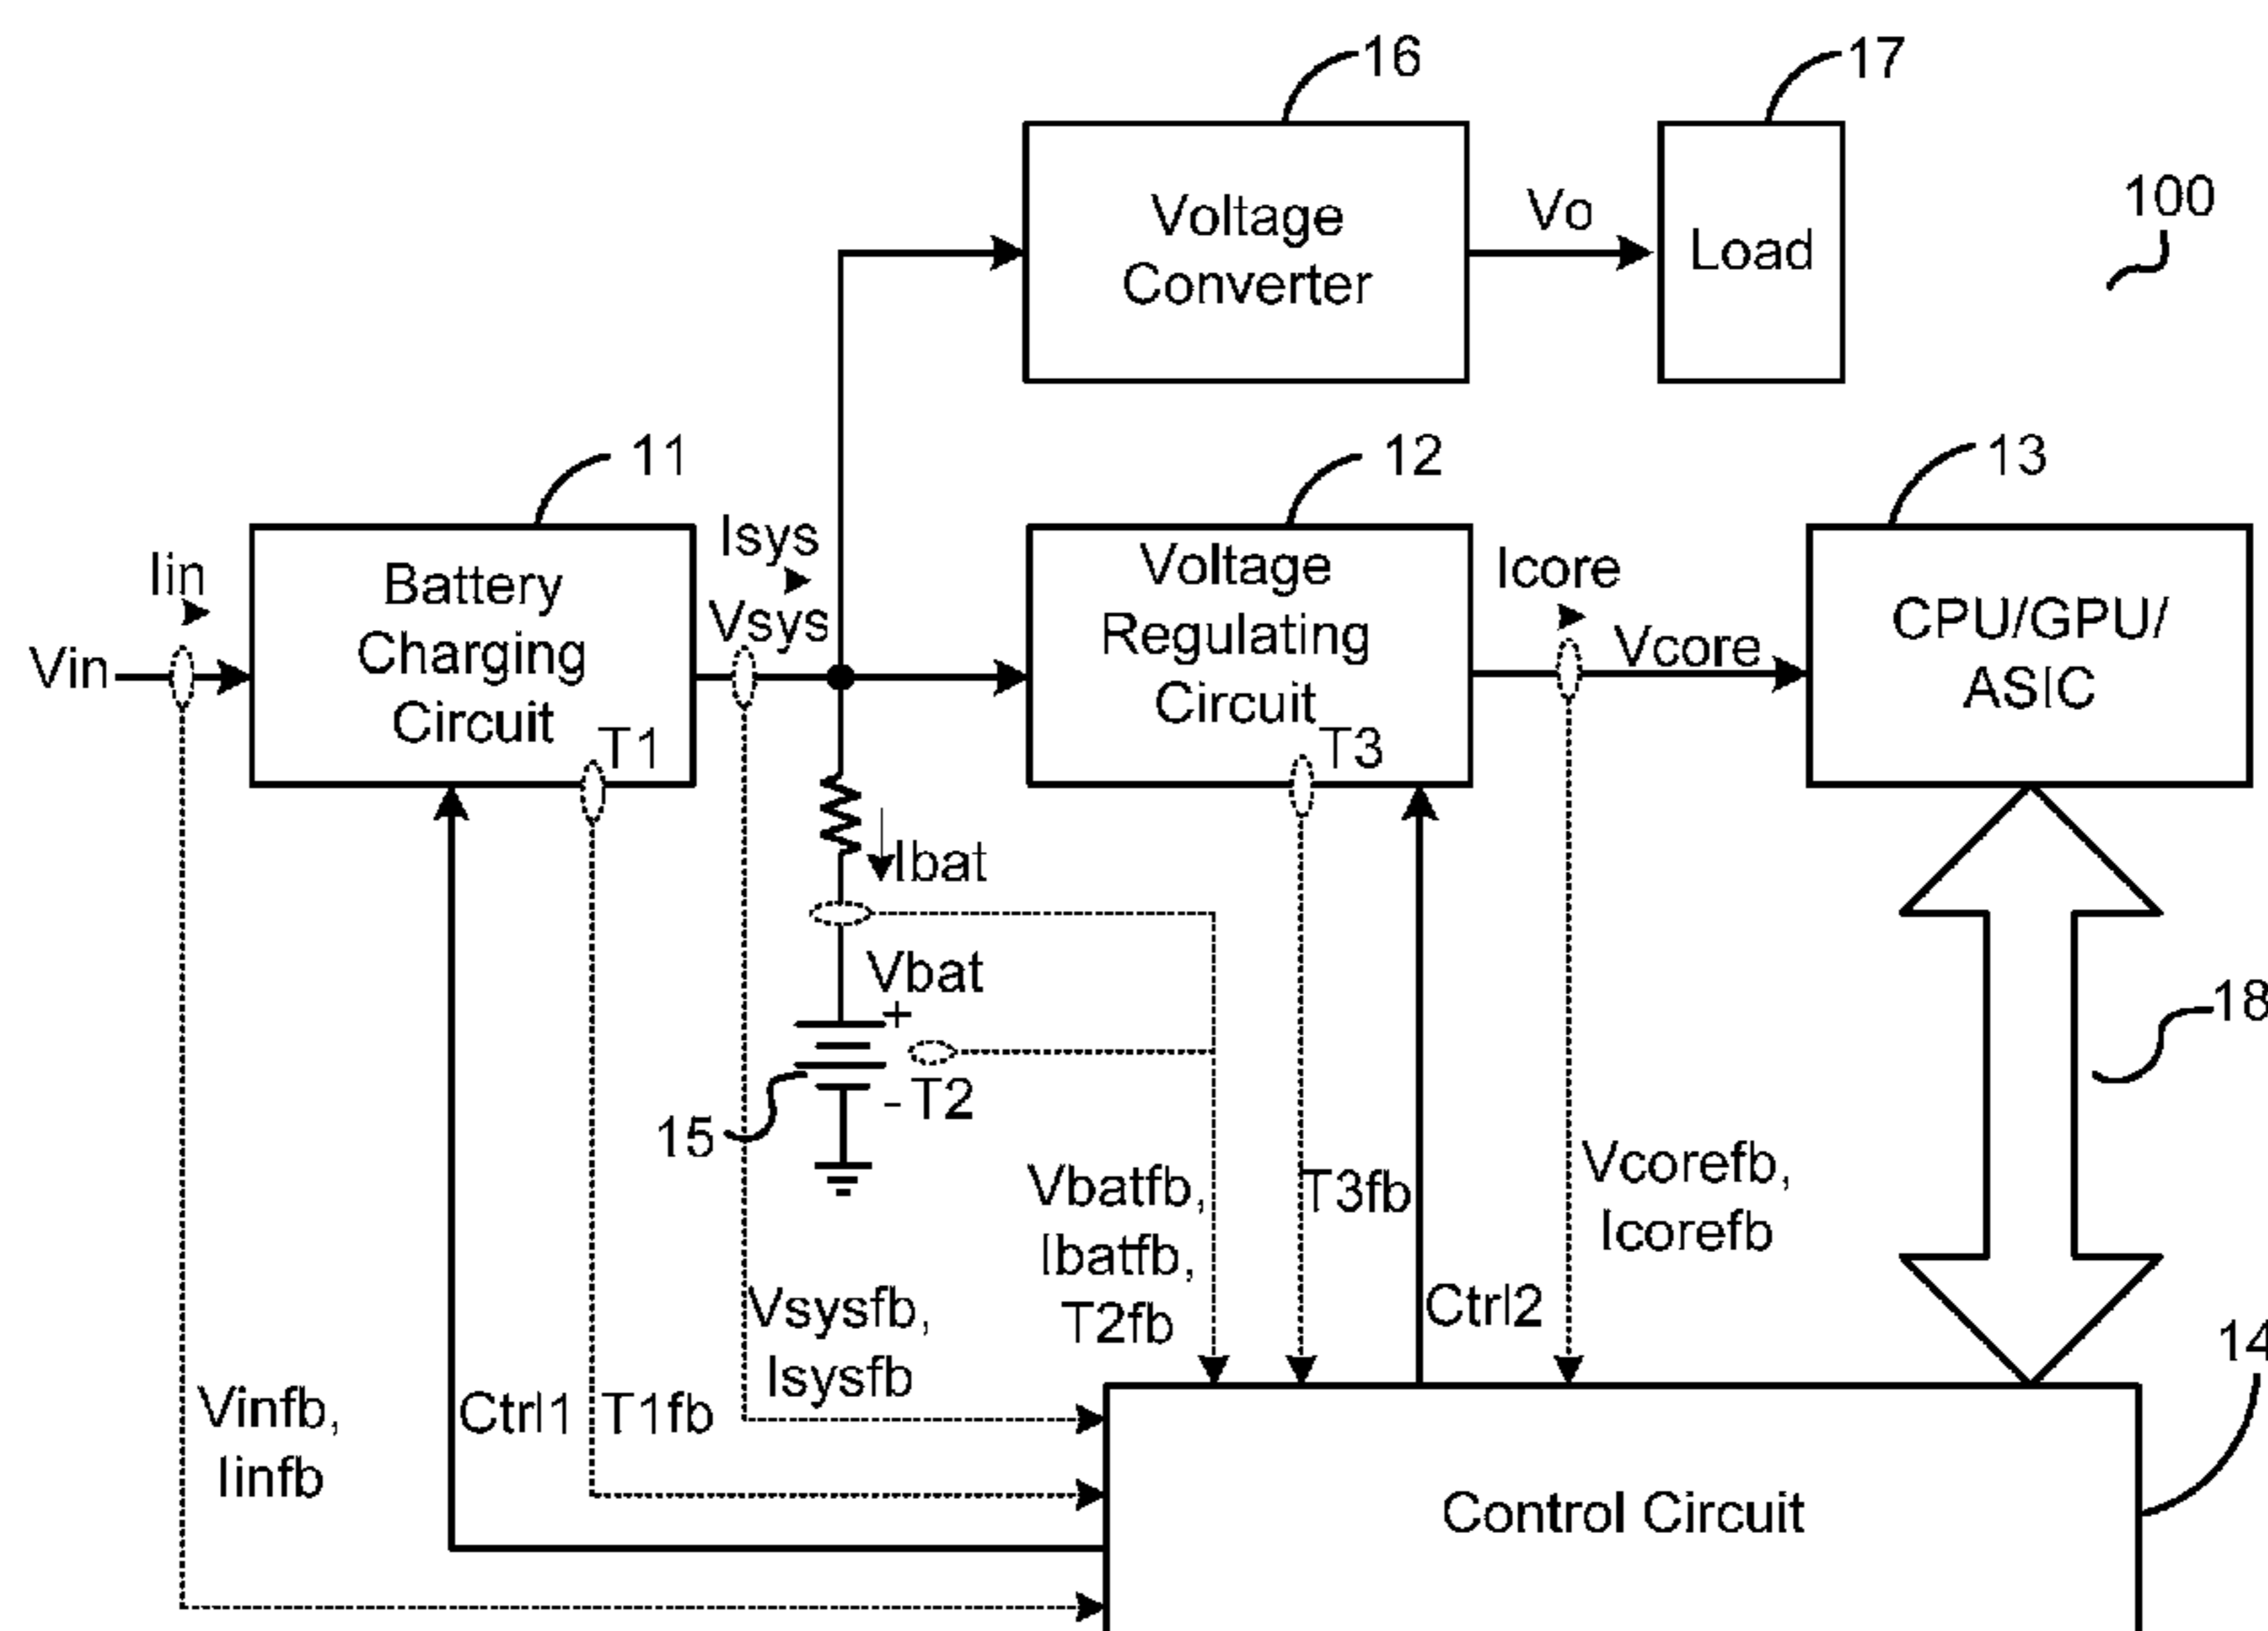 16
17
100
Voltage
Converter
Vo
Load
11
12
13
Iin
Vin
Battery
Charging
Circuit
T1
Isys
Vsys
Voltage
Regulating
Circuit
T3
Icore
Vcore
CPU/GPU/
ASIC
Ibat
Vbat
+
-
T2
15
18
Vbatfb,
Ibatfb,
T2fb
T3fb
Vcorefb,
Icorefb
Ctrl2
Vsysfb,
Isysfb
14
Vinfb,
Iinfb
Ctrl1
T1fb
Control Circuit